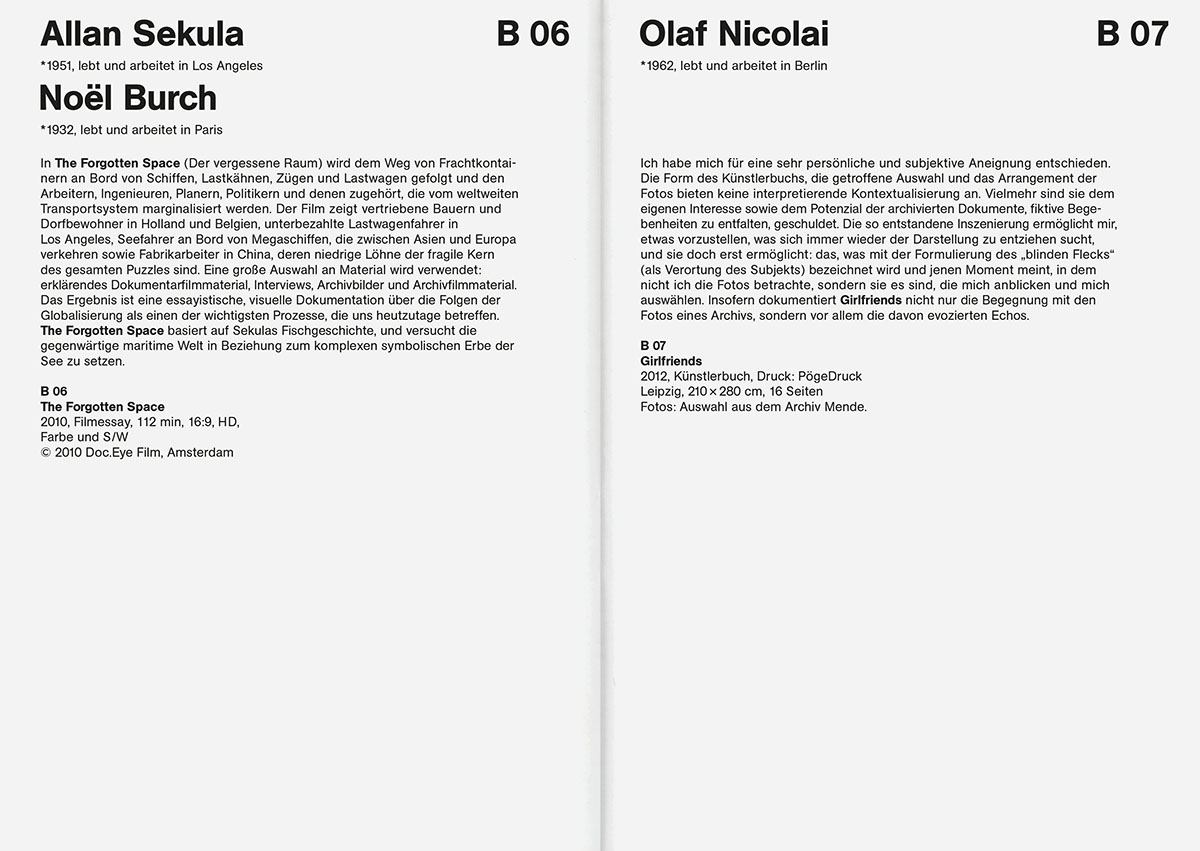 Allan Sekula B 06
*1951, lebt und arbeitet in Los Angeles
Noël Burch
*1932, lebt und arbeitet in Paris
In The Forgotten Space (Der vergessene Raum) wird dem Weg von Frachtkontai-
nern an Bord von Schiffen, Lastkähnen, Zügen und Lastwagen gefolgt und den
Arbeitern, Ingenieuren, Planern, Politikern und denen zugehört, die vom weltweiten
Transportsystem marginalisiert werden. Der Film zeigt vertriebene Bauern und
Dorfbewohner in Holland und Belgien, unterbezahlte Lastwagenfahrer in
Los Angeles, Seefahrer an Bord von Megaschiffen, die zwischen Asien und Europa
verkehren sowie Fabrikarbeiter in China, deren niedrige Löhne der fragile Kern
des gesamten Puzzles sind. Eine große Auswahl an Material wird verwendet:
erklärendes Dokumentarfilmmaterial, Interviews, Archivbilder und Archivfilmmaterial.
Das Ergebnis ist eine essayistische, visuelle Dokumentation über die Folgen der
Globalisierung als einen der wichtigsten Prozesse, die uns heutzutage betreffen.
The Forgotten Space basiert auf Sekulas Fischgeschichte, und versucht die
gegenwärtige maritime Welt in Beziehung zum komplexen symbolischen Erbe der
See zu setzen.
B 06
The Forgotten Space
2010, Filmessay, 112 min, 16:9, HD,
Farbe und S/W
© 2010 Doc.Eye Film, Amsterdam
Olaf Nicolai B 07
*1962, lebt und arbeitet in Berlin
Ich habe mich für eine sehr persönliche und subjektive Aneignung entschieden.
Die Form des Künstlerbuchs, die getroffene Auswahl und das Arrangement der
Fotos bieten keine interpretierende Kontextualisierung an. Vielmehr sind sie dem
eigenen Interesse sowie dem Potenzial der archivierten Dokumente, fiktive Bege-
benheiten zu entfalten, geschuldet. Die so entstandene Inszenierung ermöglicht mir,
etwas vorzustellen, was sich immer wieder der Darstellung zu entziehen sucht,
und sie doch erst ermöglicht: das, was mit der Formulierung des „blinden Flecks“
(als Verortung des Subjekts) bezeichnet wird und jenen Moment meint, in dem
nicht ich die Fotos betrachte, sondern sie es sind, die mich anblicken und mich
auswählen. Insofern dokumentiert Girlfriends nicht nur die Begegnung mit den
Fotos eines Archivs, sondern vor allem die davon evozierten Echos.
B 07
Girlfriends
2012, Künstlerbuch, Druck: PögeDruck
Leipzig, 210 × 280 cm, 16 Seiten
Fotos: Auswahl aus dem Archiv Mende.